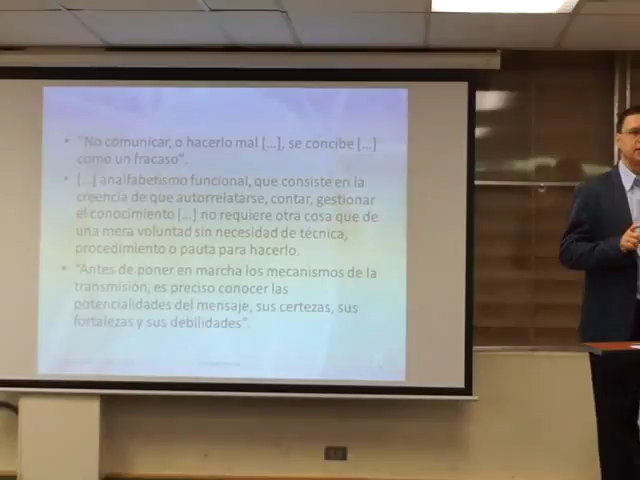 • "No comunicar, o hacerlo mal [...], se concibe [...]
como un fracaso".
• [...] analfabetismo funcional, que consiste en la
creencia de que autorrelatarse, contar, gestionar
el conocimiento [...] no requiere otra cosa que de
una mera voluntad sin necesidad de técnica,
procedimiento o pauta para hacerlo.
• "Antes de poner en marcha los mecanismos de la
transmisión, es preciso conocer las
potencialidades del mensaje, sus certezas, sus
fortalezas y sus debilidades".